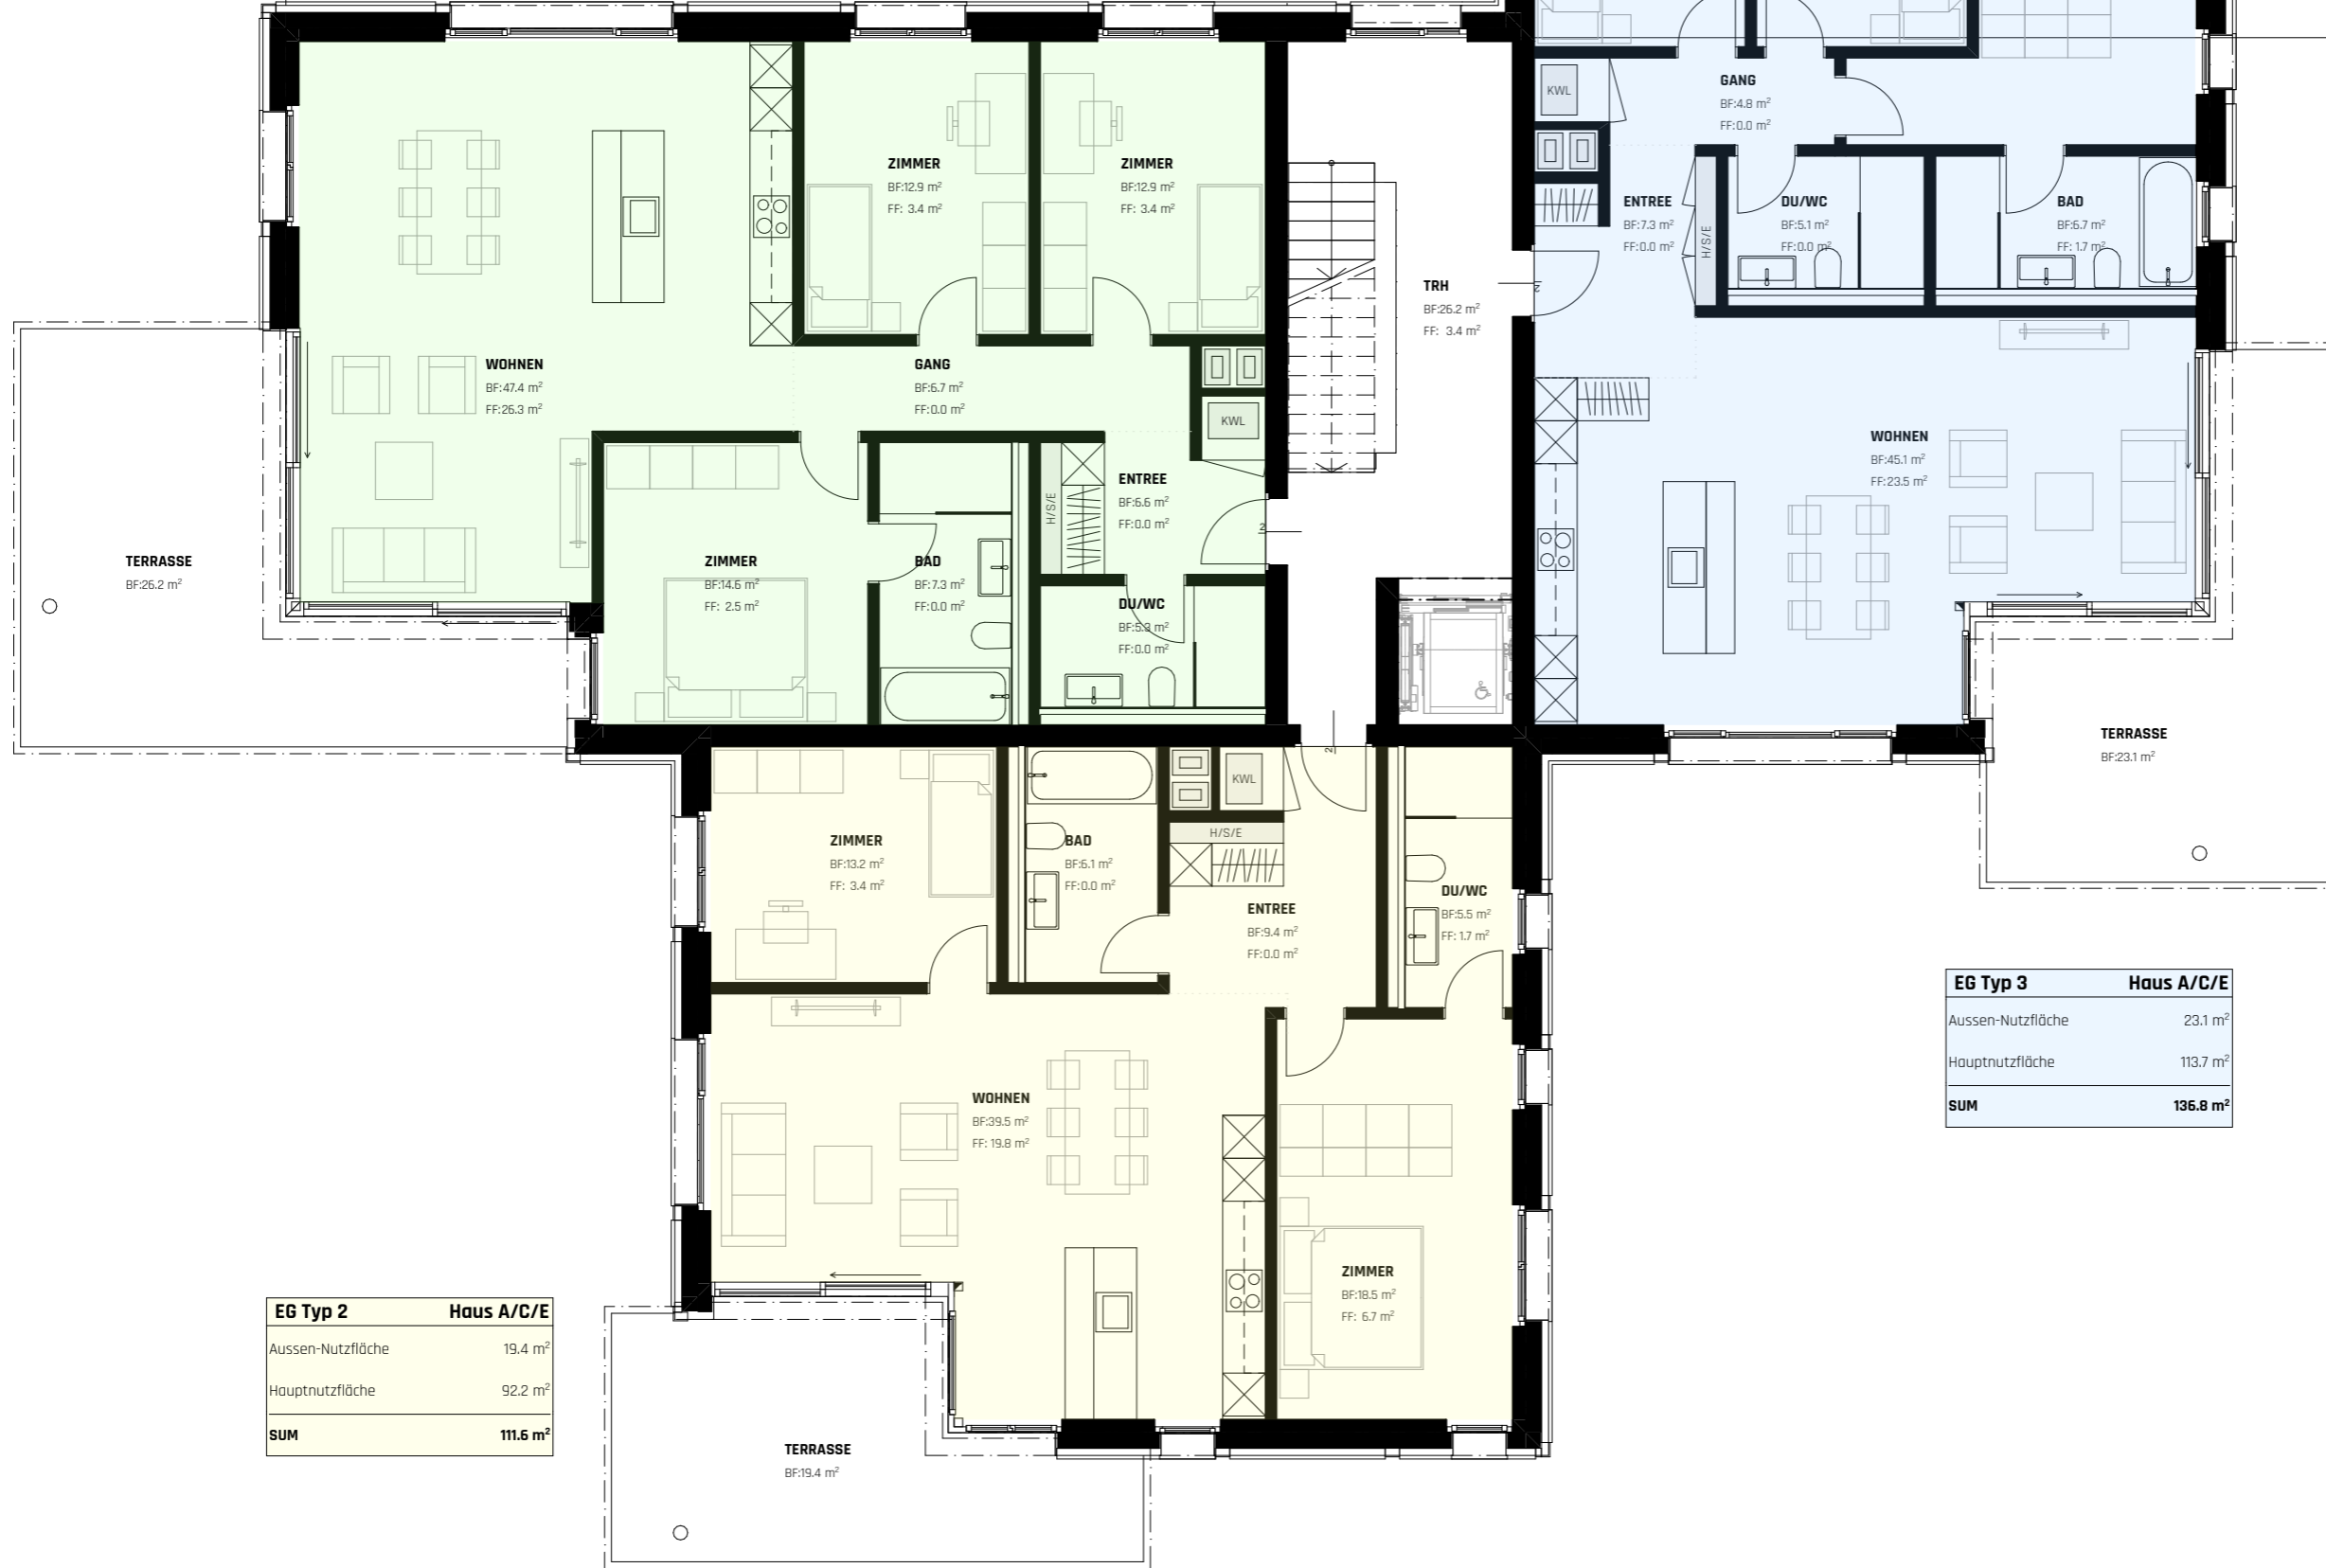 GANG
BF:4.8 m²
FF:0.0 m²
KWL
ZIMMER
BF:12.9 m²
FF: 3.4 m²
ZIMMER
BF:12.9 m²
FF: 3.4 m²
ENTREE
BF:7.3 m²
FF:0.0 m²
H/S/E
DU/WC
BF:5.1 m²
FF:0.0 m²
BAD
BF:6.7 m²
FF: 1.7 m²
TRH
BF:26.2 m²
FF: 3.4 m²
2
WOHNEN
BF:47.4 m²
FF:26.3 m²
GANG
BF:6.7 m²
FF:0.0 m²
KWL
WOHNEN
BF:45.1 m²
FF:23.5 m²
ENTREE
BF:6.6 m²
FF:0.0 m²
H/S/E
2
TERRASSE
BF:26.2 m²
ZIMMER
BF:14.6 m²
FF: 2.5 m²
BAD
BF:7.3 m²
FF:0.0 m²
DU/WC
BF:5.3 m²
FF:0.0 m²
TERRASSE
BF:23.1 m²
2
KWL
H/S/E
ZIMMER
BF:13.2 m²
FF: 3.4 m²
BAD
BF:6.1 m²
FF:0.0 m²
ENTREE
BF:9.4 m²
FF:0.0 m²
DU/WC
BF:5.5 m²
FF: 1.7 m²
EG Typ 3 Haus A/C/E
Aussen-Nutzfläche 23.1 m²
Hauptnutzfläche 113.7 m²
SUM 136.8 m²
WOHNEN
BF:39.5 m²
FF: 19.8 m²
ZIMMER
BF:18.5 m²
FF: 6.7 m²
EG Typ 2 Haus A/C/E
Aussen-Nutzfläche 19.4 m²
Hauptnutzfläche 92.2 m²
SUM 111.6 m²
TERRASSE
BF:19.4 m²